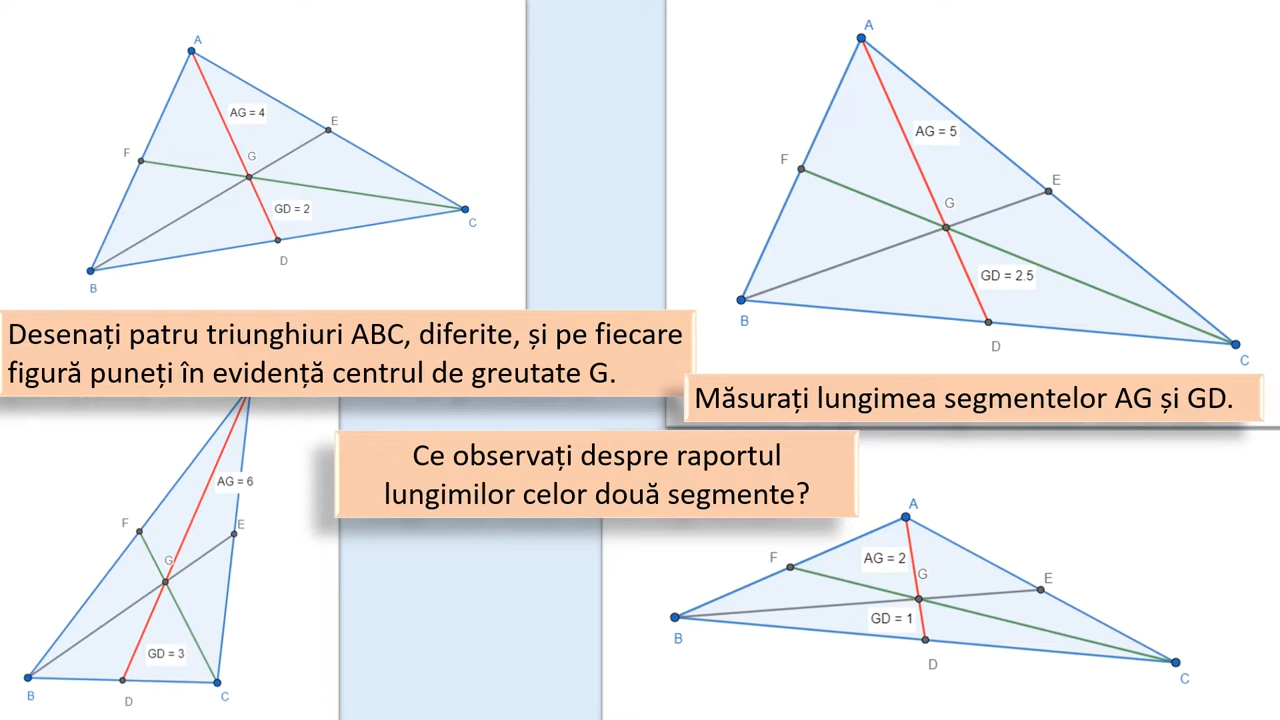 A
AG = 4
E
F
G
GD = 2
C
D
B
A
AG = 5
F
E
G
GD = 2.5
B
D
C
Desenați patru triunghiuri ABC, diferite, și pe fiecare
figură puneți în evidență centrul de greutate G.
Măsurați lungimea segmentelor AG și GD.
Ce observați despre raportul
lungimilor celor două segmente?
AG = 6
F
E
G
GD = 3
B
D
C
A
F
AG = 2
G
E
GD = 1
B
D
C